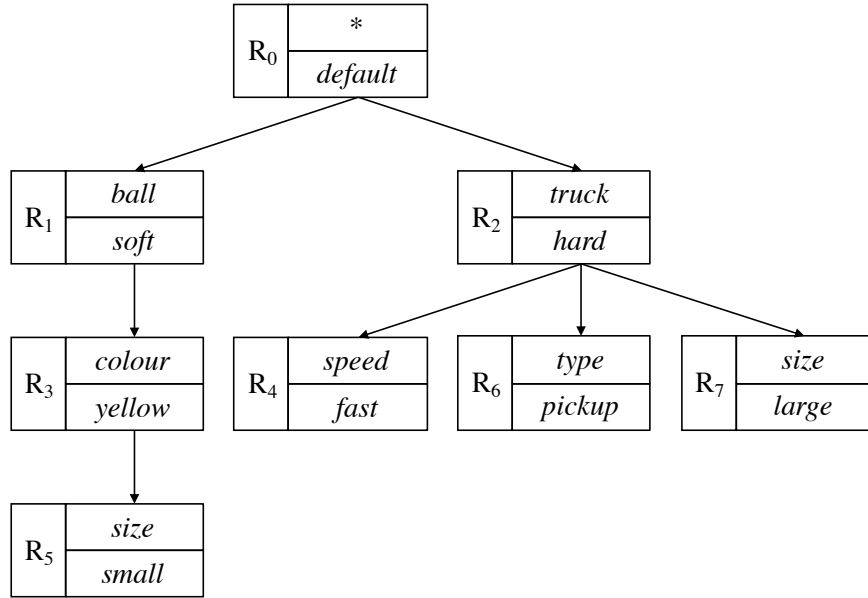 R₀
*
default
R₁
ball
soft
R₂
truck
hard
R₃
colour
yellow
R₄
speed
fast
R₆
type
pickup
R₇
size
large
R₅
size
small